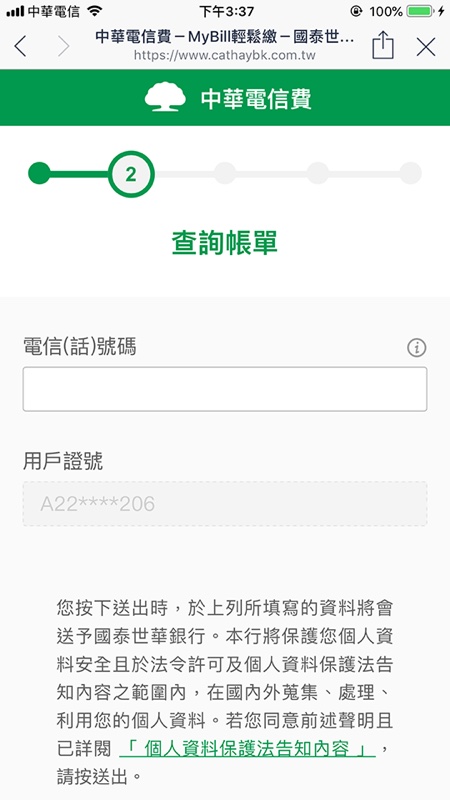 中華電信 下午3:37 100%
中華電信費－MyBill輕鬆繳－國泰世...
https://www.cathaybk.com.tw
中華電信費
2
查詢帳單
電信(話)號碼
用戶證號
A22****206
您按下送出時，於上列所填寫的資料將會
送予國泰世華銀行。本行將保護您個人資
料安全且於法令許可及個人資料保護法告
知內容之範圍內，在國內外蒐集、處理、
利用您的個人資料。若您同意前述聲明且
已詳閱「 個人資料保護法告知內容 」，
請按送出。